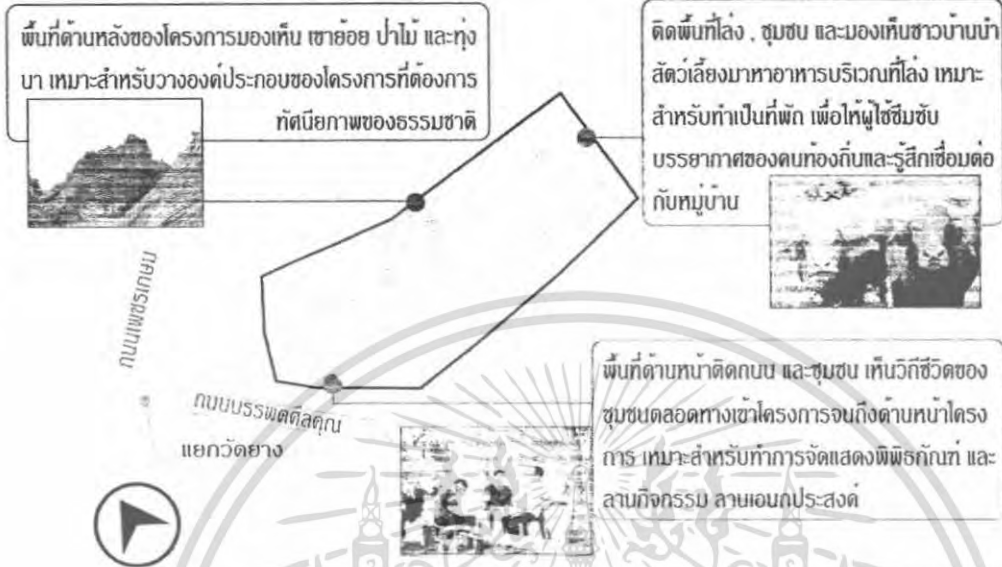 พื้นที่ด้านหลังของโครงการมองเห็น เขาย้อย ป่าไม้ และทุ่ง
นา เหมาะสำหรับวางองค์ประกอบของโครงการที่ต้องการ
ทัศนียภาพของธรรมชาติ
ติดพื้นที่โล่ง , ชุมชน และมองเห็นชาวบ้านนำ
สัตว์เลี้ยงมาหาอาหารบริเวณที่โล่ง เหมาะ
สำหรับทำเป็นที่พัก เพื่อให้ผู้ใช้ซึมซับ
บรรยากาศของคนท้องถิ่นและรู้สึกเชื่อมต่อ
กับหมู่บ้าน
ถนนเพชรเกษม
ถนนบรรพตศีลคุณ
แยกวัดยาง
พื้นที่ด้านหน้าติดถนน และชุมชน เห็นวิถีชีวิตของ
ชุมชนตลอดทางเข้าโครงการจนถึงด้านหน้าโครง
การ เหมาะสำหรับทำการจัดแสดงพิพิธภัณฑ์ และ
ลานกิจกรรม ลานเอนกประสงค์